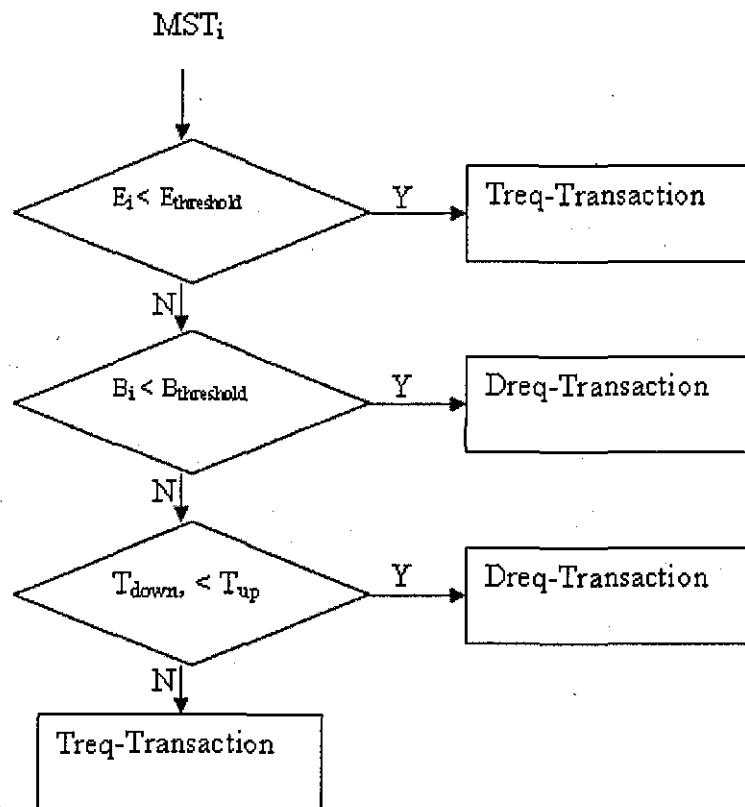 MSTi
Ei < Ethreshold
Y
Treq-Transaction
N
Bi < Bthreshold
Y
Dreq-Transaction
N
Tdown, < Tup
Y
Dreq-Transaction
N
Treq-Transaction